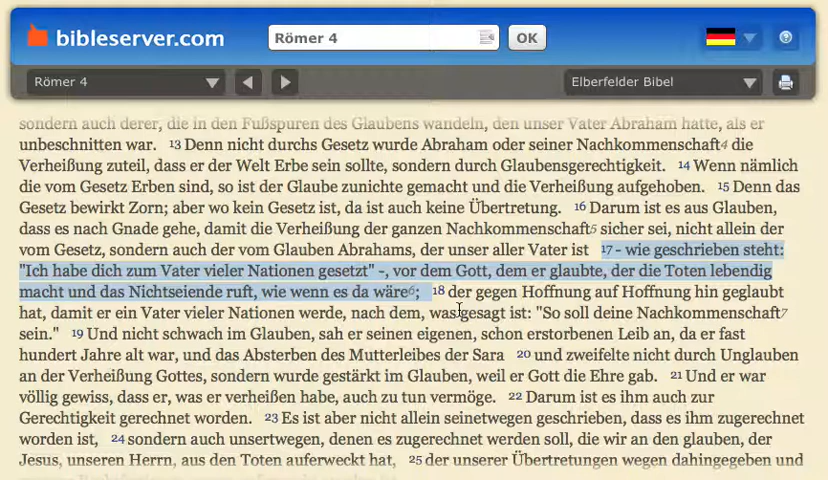 bibleserver.com
Römer 4
OK
Römer 4
Elberfelder Bibel
sondern auch derer, die in den Fußspuren des Glaubens wandeln, den unser Vater Abraham hatte, als er
unbeschnitten war. 13 Denn nicht durchs Gesetz wurde Abraham oder seiner Nachkommenschaft4 die
Verheißung zuteil, dass er der Welt Erbe sein sollte, sondern durch Glaubensgerechtigkeit. 14 Wenn nämlich
die vom Gesetz Erben sind, so ist der Glaube zunichte gemacht und die Verheißung aufgehoben. 15 Denn das
Gesetz bewirkt Zorn; aber wo kein Gesetz ist, da ist auch keine Übertretung. 16 Darum ist es aus Glauben,
dass es nach Gnade gehe, damit die Verheißung der ganzen Nachkommenschaft5 sicher sei, nicht allein der
vom Gesetz, sondern auch der vom Glauben Abrahams, der unser aller Vater ist 17 - wie geschrieben steht:
"Ich habe dich zum Vater vieler Nationen gesetzt" -, vor dem Gott, dem er glaubte, der die Toten lebendig
macht und das Nichtseiende ruft, wie wenn es da wäre6; 18 der gegen Hoffnung auf Hoffnung hin geglaubt
hat, damit er ein Vater vieler Nationen werde, nach dem, was gesagt ist: "So soll deine Nachkommenschaft7
sein." 19 Und nicht schwach im Glauben, sah er seinen eigenen, schon erstorbenen Leib an, da er fast
hundert Jahre alt war, und das Absterben des Mutterleibes der Sara 20 und zweifelte nicht durch Unglauben
an der Verheißung Gottes, sondern wurde gestärkt im Glauben, weil er Gott die Ehre gab. 21 Und er war
völlig gewiss, dass er, was er verheißen habe, auch zu tun vermöge. 22 Darum ist es ihm auch zur
Gerechtigkeit gerechnet worden. 23 Es ist aber nicht allein seinetwegen geschrieben, dass es ihm zugerechnet
worden ist, 24 sondern auch unsertwegen, denen es zugerechnet werden soll, die wir an den glauben, der
Jesus, unseren Herrn, aus den Toten auferweckt hat, 25 der unserer Übertretungen wegen dahingegeben und